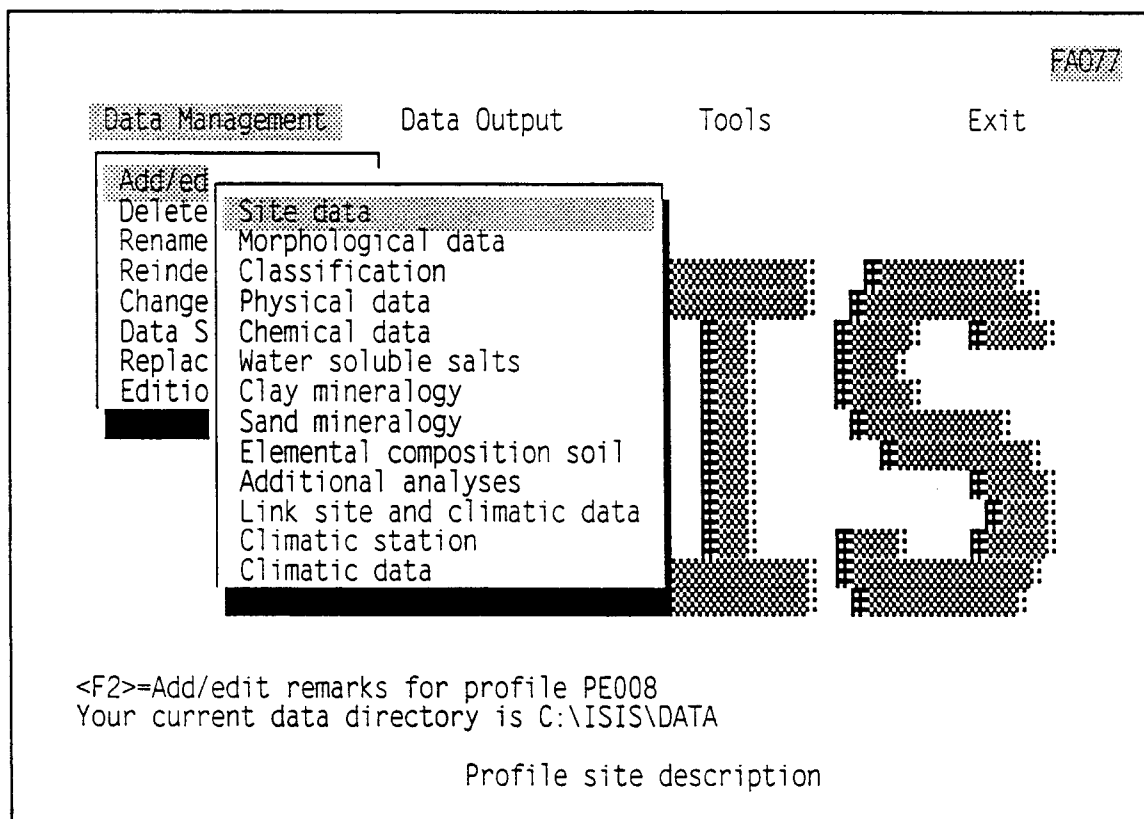 FAO77
Data Management Data Output Tools Exit
Add/ed
Delete
Rename
Reinde
Change
Data S
Replac
Editio
Site data
Morphological data
Classification
Physical data
Chemical data
Water soluble salts
Clay mineralogy
Sand mineralogy
Elemental composition soil
Additional analyses
Link site and climatic data
Climatic station
Climatic data
IS
<F2>=Add/edit remarks for profile PE008
Your current data directory is C:\ISIS\DATA
Profile site description